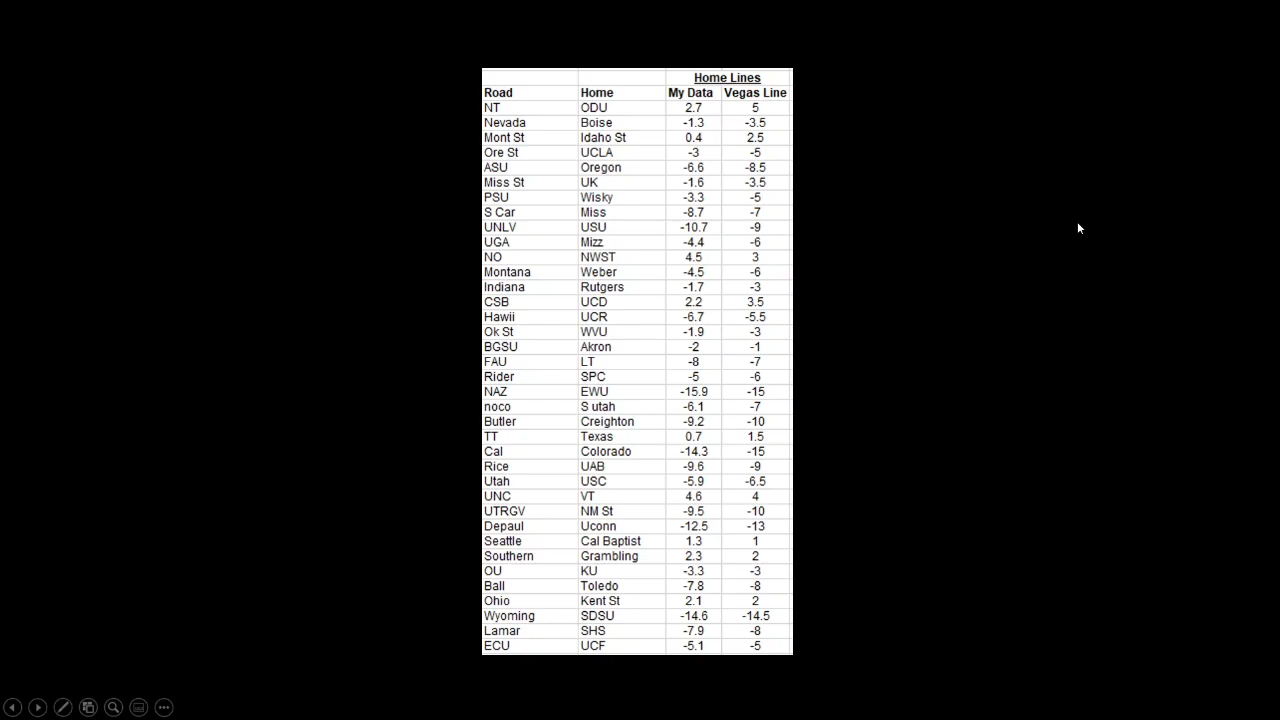 Home Lines
Road Home My Data Vegas Line
NT ODU 2.7 5
Nevada Boise -1.3 -3.5
Mont St Idaho St 0.4 2.5
Ore St UCLA -3 -5
ASU Oregon -6.6 -8.5
Miss St UK -1.6 -3.5
PSU Wisky -3.3 -5
S Car Miss -8.7 -7
UNLV USU -10.7 -9
UGA Mizz -4.4 -6
NO NWST 4.5 3
Montana Weber -4.5 -6
Indiana Rutgers -1.7 -3
CSB UCD 2.2 3.5
Hawii UCR -6.7 -5.5
Ok St WVU -1.9 -3
BGSU Akron -2 -1
FAU LT -8 -7
Rider SPC -5 -6
NAZ EWU -15.9 -15
noco S utah -6.1 -7
Butler Creighton -9.2 -10
TT Texas 0.7 1.5
Cal Colorado -14.3 -15
Rice UAB -9.6 -9
Utah USC -5.9 -6.5
UNC VT 4.6 4
UTRGV NM St -9.5 -10
Depaul Uconn -12.5 -13
Seattle Cal Baptist 1.3 1
Southern Grambling 2.3 2
OU KU -3.3 -3
Ball Toledo -7.8 -8
Ohio Kent St 2.1 2
Wyoming SDSU -14.6 -14.5
Lamar SHS -7.9 -8
ECU UCF -5.1 -5